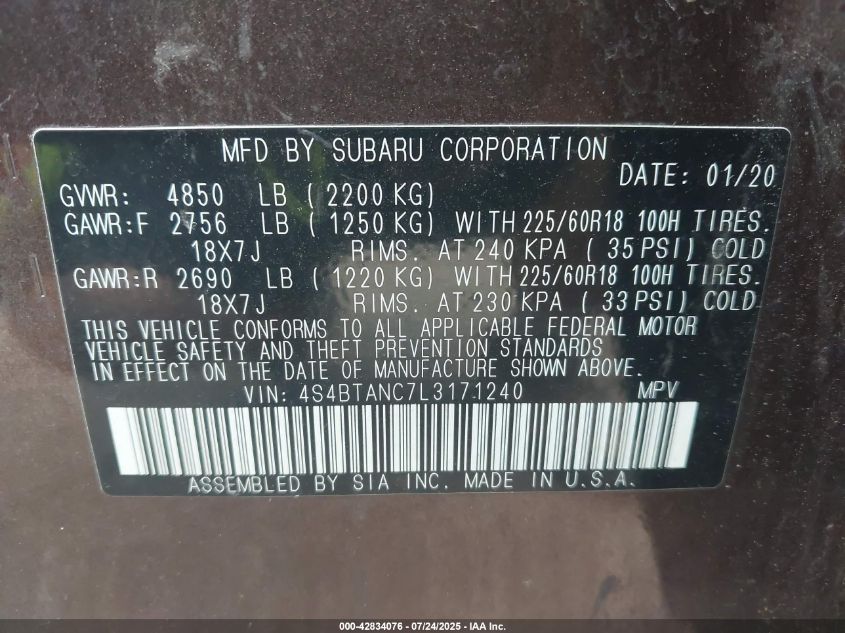 MFD BY SUBARU CORPORATION
DATE: 01/20
GVWR: 4850 LB ( 2200 KG)
GAWR:F 2756 LB ( 1250 KG) WITH 225/60R18 100H TIRES.
18X7J RIMS. AT 240 KPA ( 35 PSI) COLD
GAWR:R 2690 LB ( 1220 KG) WITH 225/60R18 100H TIRES.
18X7J RIMS. AT 230 KPA ( 33 PSI) COLD
THIS VEHICLE CONFORMS TO ALL APPLICABLE FEDERAL MOTOR
VEHICLE SAFETY AND THEFT PREVENTION STANDARDS
IN EFFECT ON THE DATE OF MANUFACTURE SHOWN ABOVE.
VIN: 4S4BTANC7L3171240 MPV
ASSEMBLED BY SIA INC. MADE IN U.S.A.
000-42834076 - 07/24/2025 - IAA Inc.